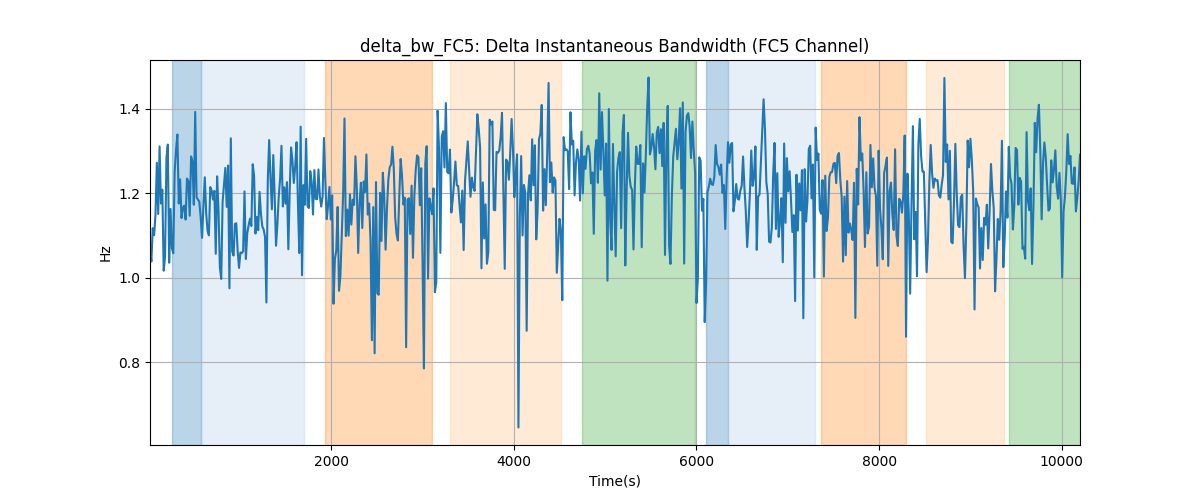 delta_bw_FC5: Delta Instantaneous Bandwidth (FC5 Channel)
1.4
1.2
1.0
0.8
Hz
2000 4000 6000 8000 10000
Time(s)